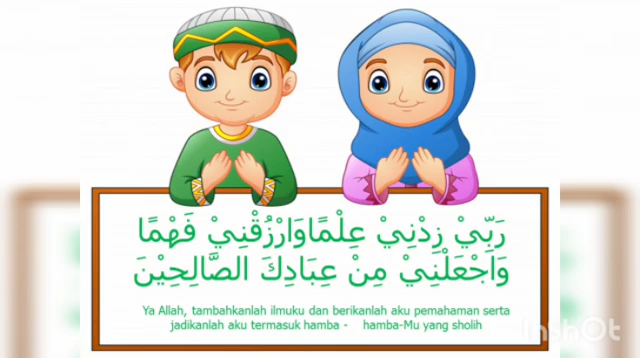 رَبِّيْ زِدْنِيْ عِلْمًاوَارْزُقْنِيْ فَهْمًا
وَاجْعَلْنِيْ مِنْ عِبَادِكَ الصَّالِحِيْنَ
Ya Allah, tambahkanlah ilmuku dan berikanlah aku pemahaman serta
jadikanlah aku termasuk hamba - hamba-Mu yang sholih
InShOt